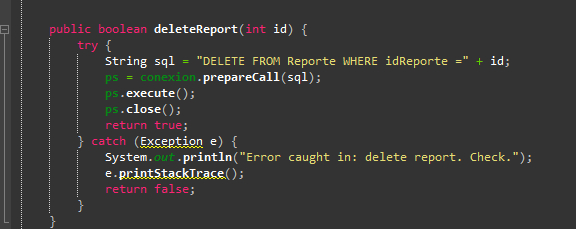 public boolean deleteReport(int id) {
try {
String sql = "DELETE FROM Reporte WHERE idReporte =" + id;
ps = conexion.prepareCall(sql);
ps.execute();
ps.close();
return true;
} catch (Exception e) {
System.out.println("Error caught in: delete report. Check.");
e.printStackTrace();
return false;
}
}